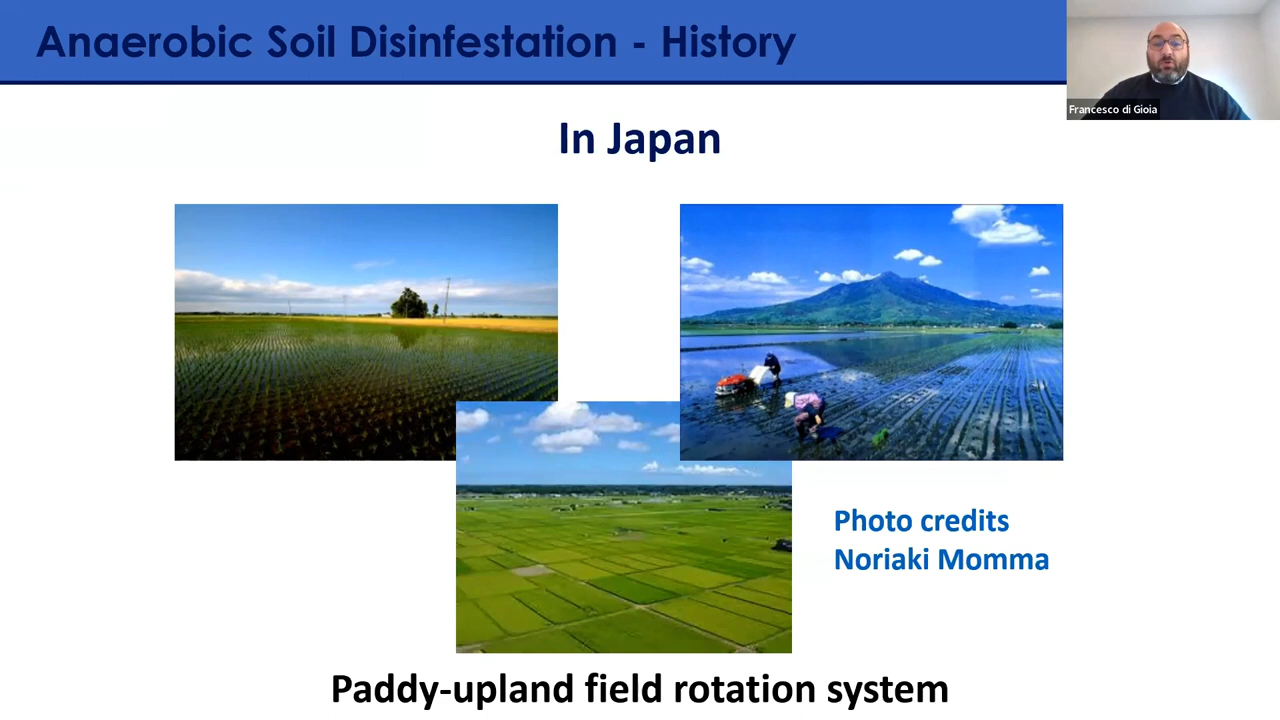 Anaerobic Soil Disinfestation - History
Francesco di Gioia
In Japan
Photo credits
Noriaki Momma
Paddy-upland field rotation system